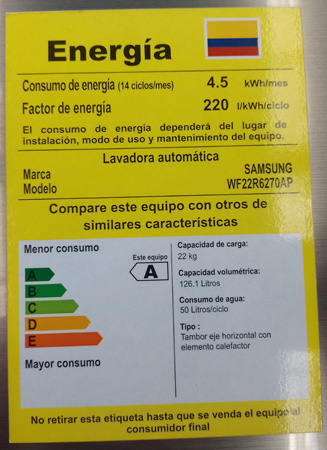 Energía
Consumo de energía (14 ciclos/mes) 4.5 kWh/mes
Factor de energía 220 l/kWh/ciclo
El consumo de energía dependerá del lugar de
instalación, modo de uso y mantenimiento del equipo.
Lavadora automática
Marca SAMSUNG
Modelo WF22R6270AP
Compare este equipo con otros de
similares características
Menor consumo
Este equipo
A
A
B
C
D
E
Mayor consumo
Capacidad de carga:
22 kg
Capacidad volumétrica:
126.1 Litros
Consumo de agua:
50 Litros/ciclo
Tipo :
Tambor eje horizontal con
elemento calefactor
No retirar esta etiqueta hasta que se venda el equipo al
consumidor final